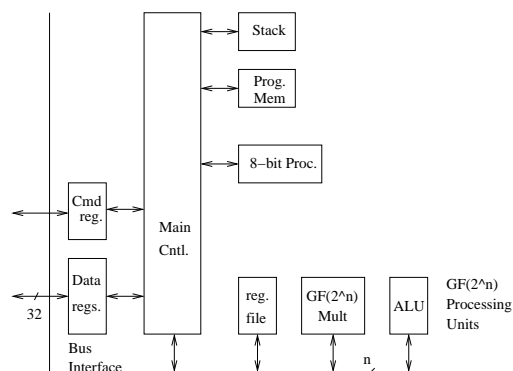 Stack
Prog.
Mem
8−bit Proc.
Cmd
reg.
Main
Cntl.
Data
regs.
32
reg.
file
GF(2^n)
Mult
ALU
GF(2^n)
Processing
Units
Bus
Interface
n